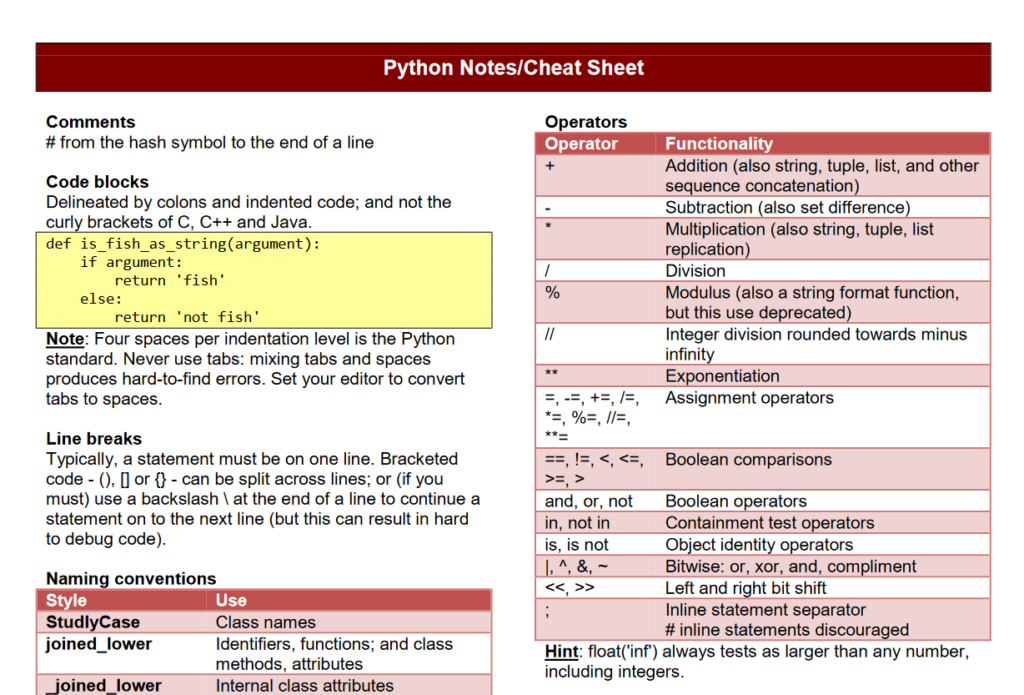 Python Notes/Cheat Sheet
Comments
# from the hash symbol to the end of a line
Code blocks
Delineated by colons and indented code; and not the
curly brackets of C, C++ and Java.
def is_fish_as_string(argument):
    if argument:
        return 'fish'
    else:
        return 'not fish'
Note: Four spaces per indentation level is the Python
standard. Never use tabs: mixing tabs and spaces
produces hard-to-find errors. Set your editor to convert
tabs to spaces.
Line breaks
Typically, a statement must be on one line. Bracketed
code - (), [] or {} - can be split across lines; or (if you
must) use a backslash \ at the end of a line to continue a
statement on to the next line (but this can result in hard
to debug code).
Naming conventions
Style Use
StudlyCase Class names
joined_lower Identifiers, functions; and class
methods, attributes
_joined_lower Internal class attributes
Operators
Operator Functionality
+ Addition (also string, tuple, list, and other
sequence concatenation)
- Subtraction (also set difference)
* Multiplication (also string, tuple, list
replication)
/ Division
% Modulus (also a string format function,
but this use deprecated)
// Integer division rounded towards minus
infinity
** Exponentiation
=, -=, +=, /=, Assignment operators
*=, %=, //=,
**=
==, !=, <, <=, Boolean comparisons
>=, >
and, or, not Boolean operators
in, not in Containment test operators
is, is not Object identity operators
|, ^, &, ~ Bitwise: or, xor, and, compliment
<<, >> Left and right bit shift
; Inline statement separator
# inline statements discouraged
Hint: float('inf') always tests as larger than any number,
including integers.